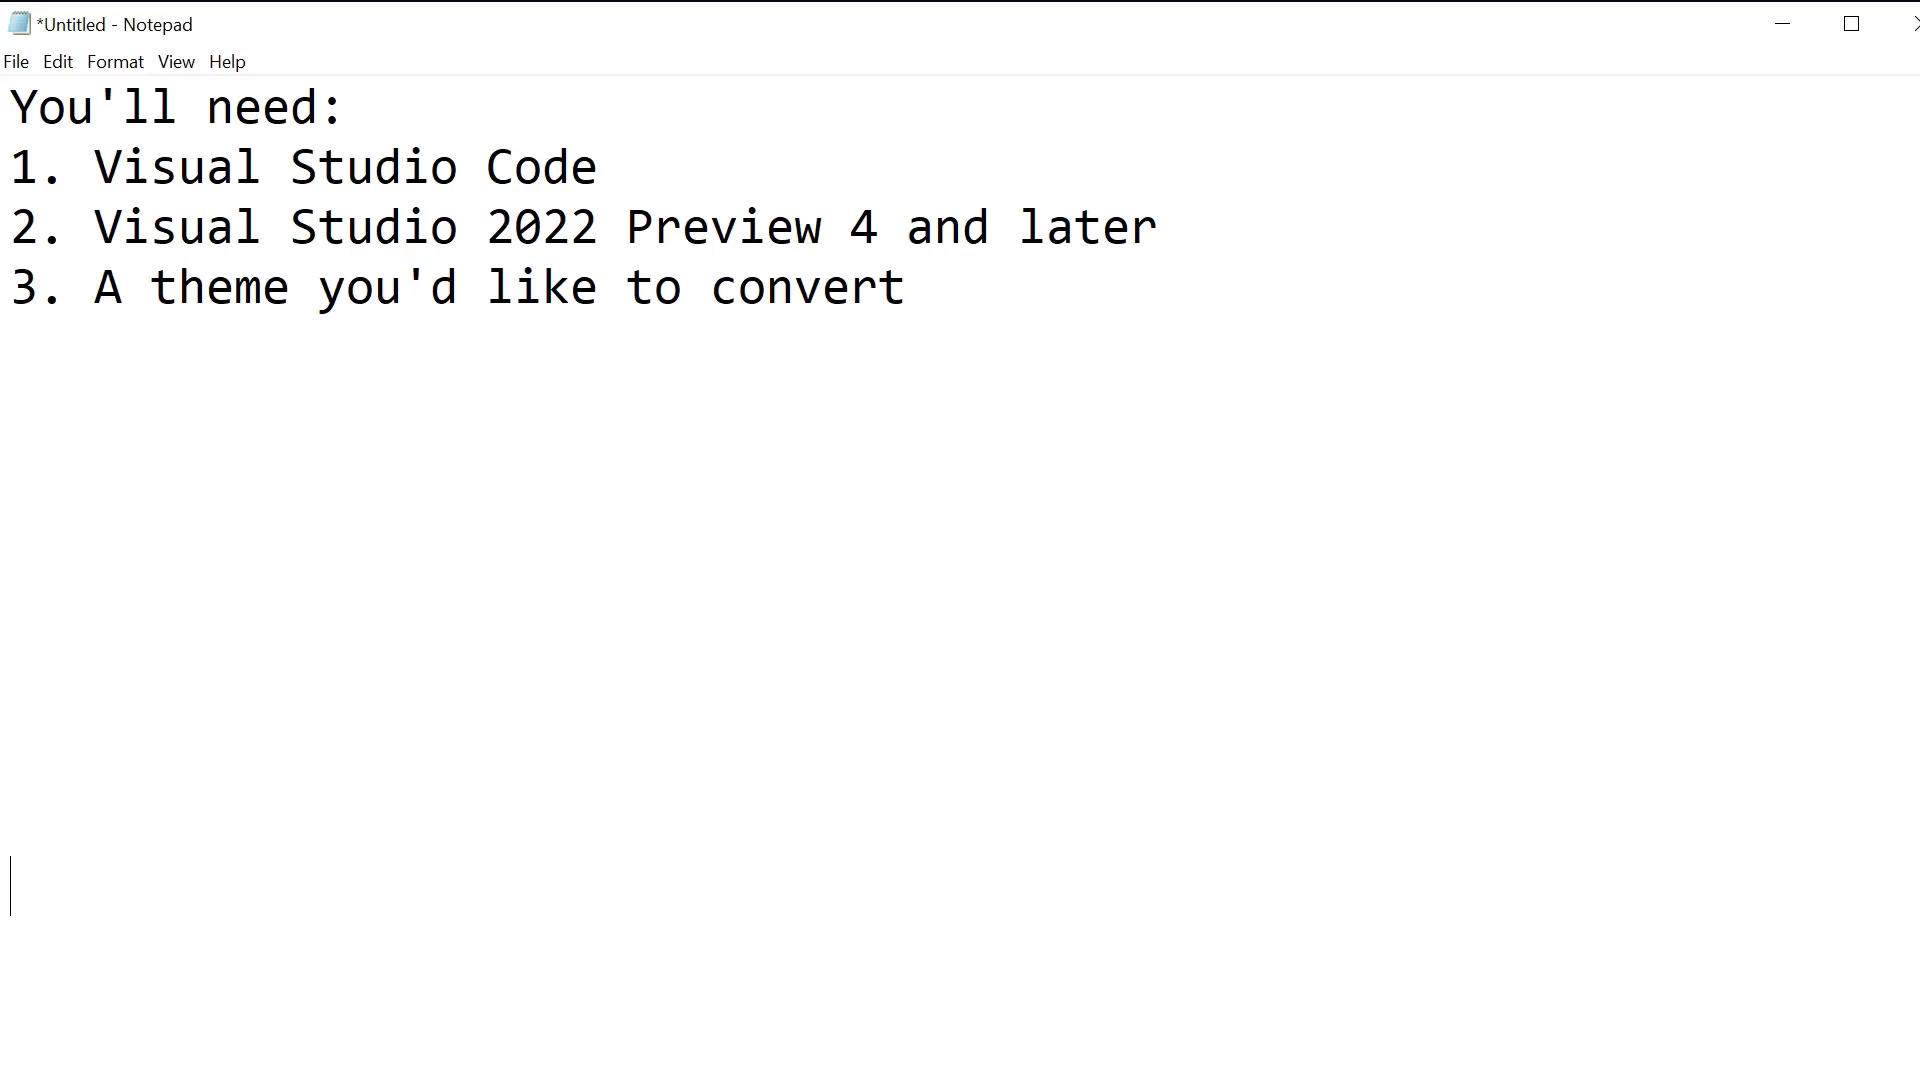 *Untitled - Notepad
File Edit Format View Help
You'll need:
1. Visual Studio Code
2. Visual Studio 2022 Preview 4 and later
3. A theme you'd like to convert